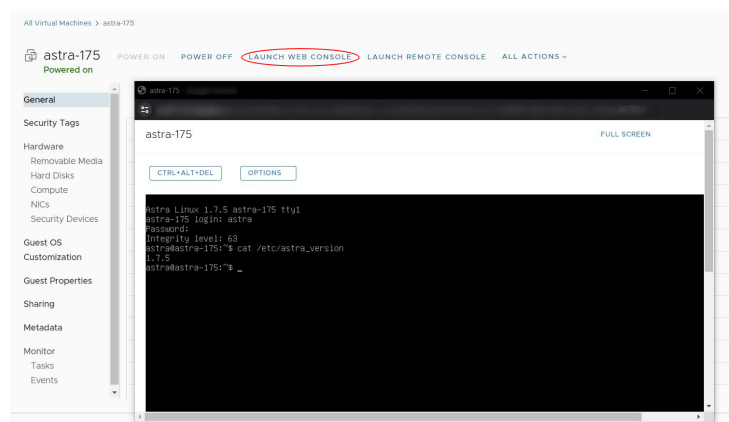 All Virtual Machines > astra-175
astra-175
POWER ON POWER OFF LAUNCH WEB CONSOLE LAUNCH REMOTE CONSOLE ALL ACTIONS
Powered on
General
Security Tags
Hardware
Removable Media
Hard Disks
Compute
NICs
Security Devices
Guest OS
Customization
Guest Properties
Sharing
Metadata
Monitor
Tasks
Events
astra-175
astra-175
FULL SCREEN
CTRL+ALT+DEL OPTIONS
Astra Linux 1.7.5 astra-175 tty1
astra-175 login: astra
Password:
Integrity level: 63
astra@astra-175:~$ cat /etc/astra_version
1.7.5
astra@astra-175:~$ _